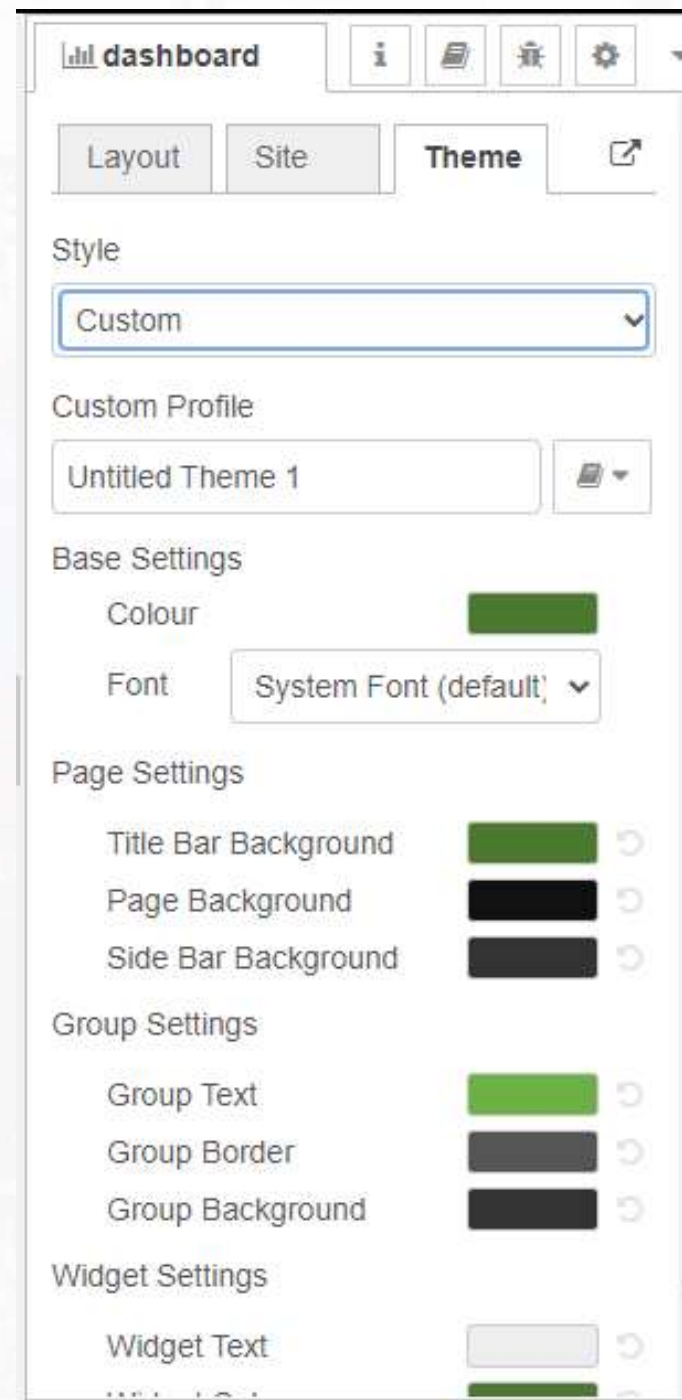 dashboard
i
Layout Site Theme
Style
Custom
Custom Profile
Untitled Theme 1
Base Settings
Colour
Font System Font (default)
Page Settings
Title Bar Background
Page Background
Side Bar Background
Group Settings
Group Text
Group Border
Group Background
Widget Settings
Widget Text